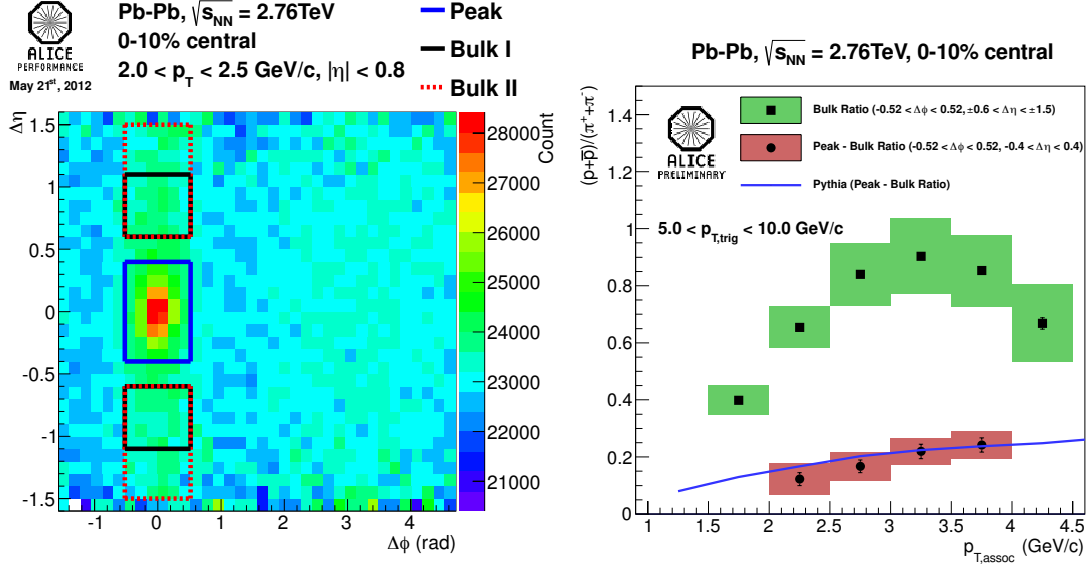 Pb-Pb, √s_NN = 2.76TeV
0-10% central
2.0 < p_T < 2.5 GeV/c, |η| < 0.8
ALICE
PERFORMANCE
May 21st, 2012
Peak
Bulk I
Bulk II
Δη
1.5
1
0.5
0
-0.5
-1
-1.5
-1 0 1 2 3 4
Δϕ (rad)
Count
28000
27000
26000
25000
24000
23000
22000
21000
Pb-Pb, √s_NN = 2.76TeV, 0-10% central
(p+p̅)/(π⁺+π⁻)
ALICE
PRELIMINARY
Bulk Ratio (-0.52 < Δϕ < 0.52, ±0.6 < Δη < ±1.5)
Peak - Bulk Ratio (-0.52 < Δϕ < 0.52, -0.4 < Δη < 0.4)
Pythia (Peak - Bulk Ratio)
5.0 < p_T,trig < 10.0 GeV/c
1.4
1.2
1
0.8
0.6
0.4
0.2
0
1 1.5 2 2.5 3 3.5 4 4.5
p_T,assoc (GeV/c)